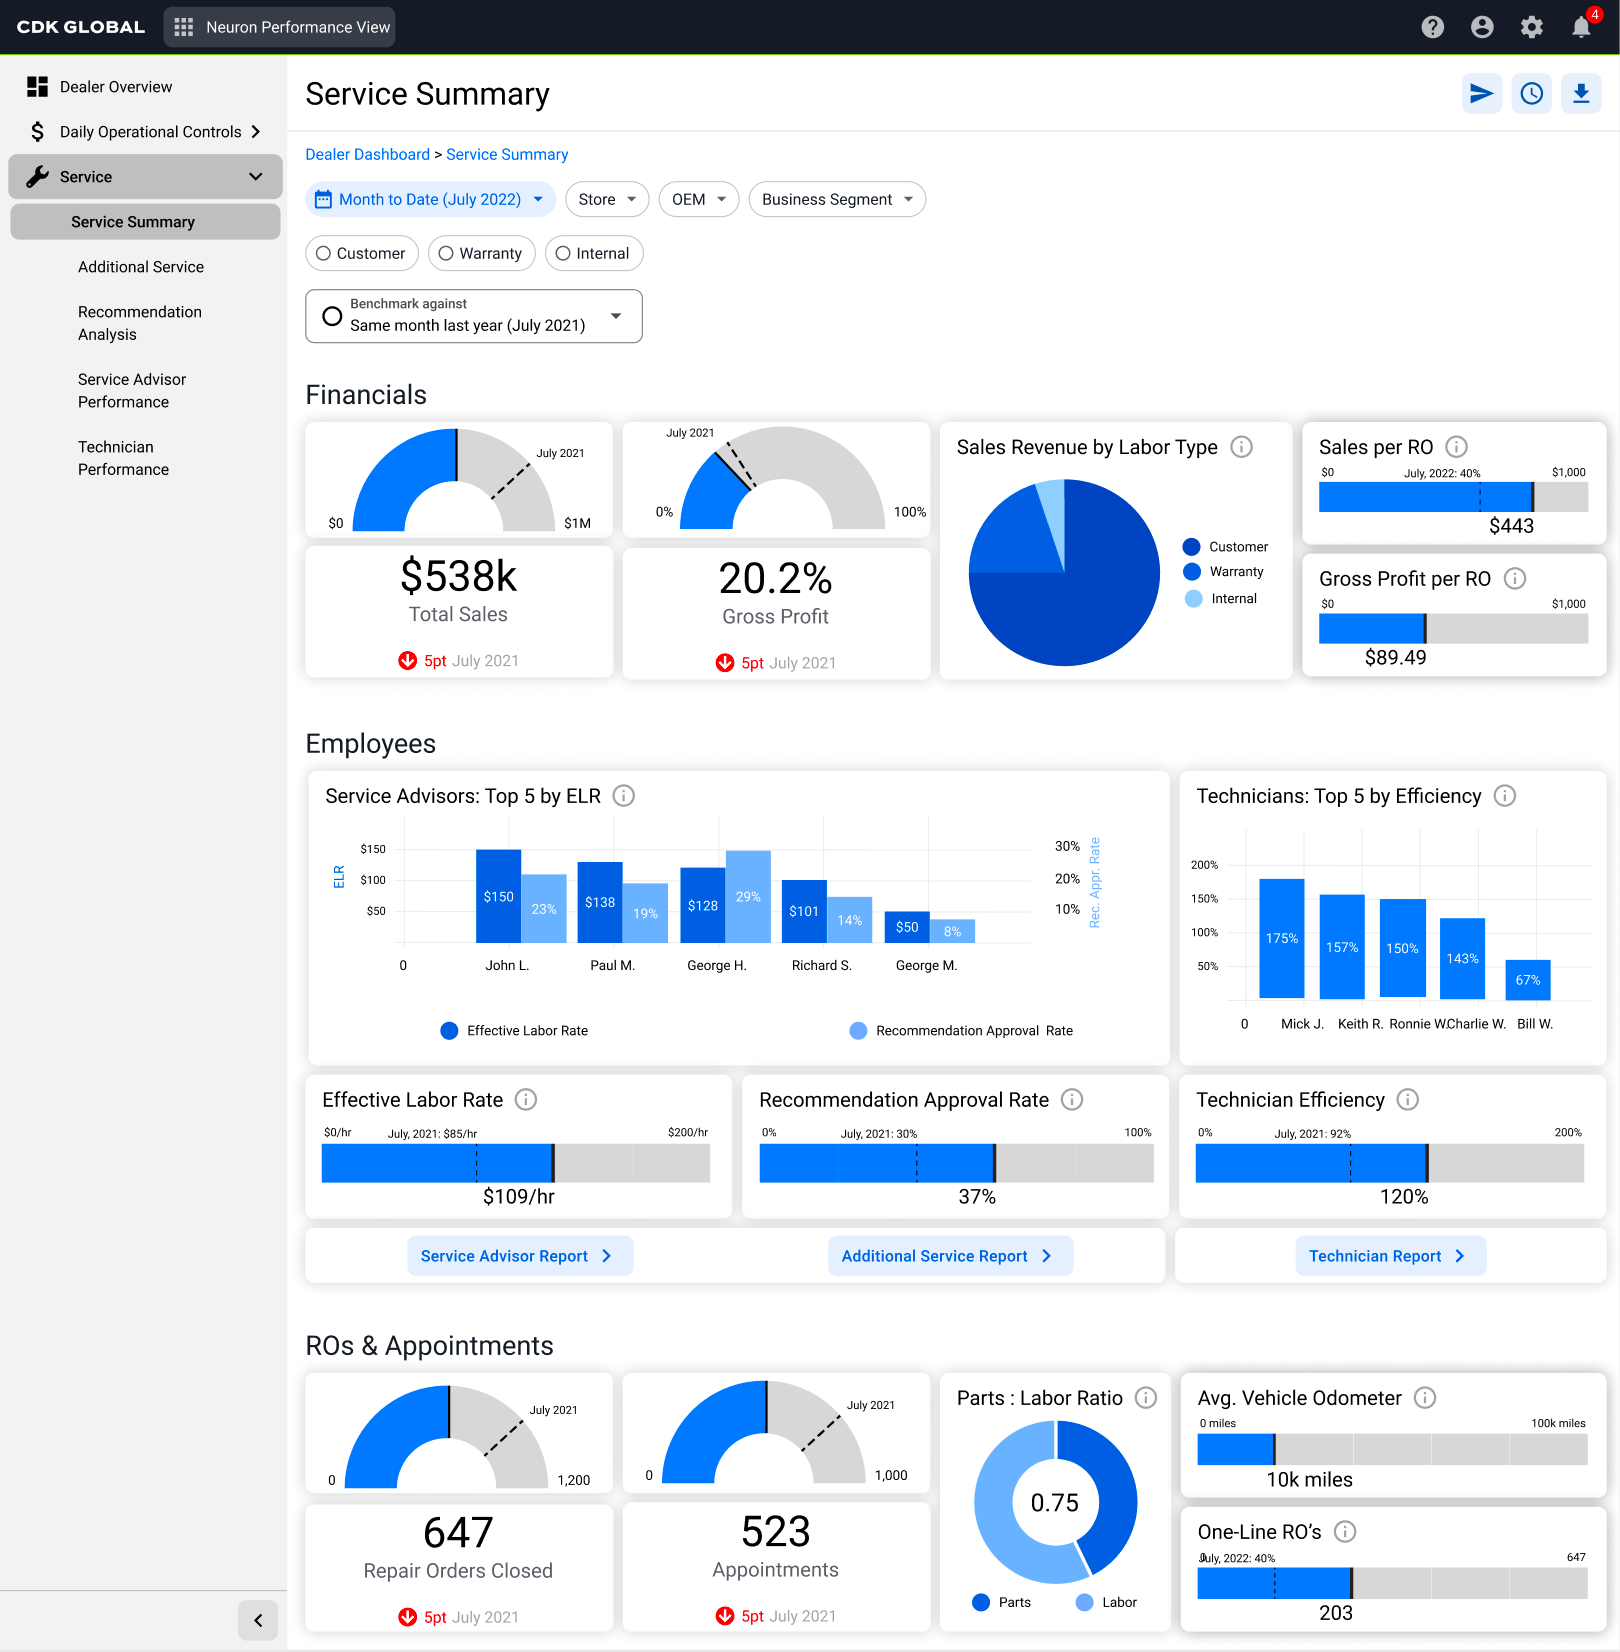 CDK GLOBAL
Neuron Performance View
4
Dealer Overview
Daily Operational Controls
Service
Service Summary
Additional Service
Recommendation
Analysis
Service Advisor
Performance
Technician
Performance
Service Summary
Dealer Dashboard > Service Summary
Month to Date (July 2022)
Store
OEM
Business Segment
Customer
Warranty
Internal
Benchmark against
Same month last year (July 2021)
Financials
July 2021
$0
$1M
$538k
Total Sales
5pt July 2021
July 2021
0%
100%
20.2%
Gross Profit
5pt July 2021
Sales Revenue by Labor Type
Customer
Warranty
Internal
Sales per RO
$0
July, 2022: 40%
$1,000
$443
Gross Profit per RO
$0
$1,000
$89.49
Employees
Service Advisors: Top 5 by ELR
ELR
$150
$100
$50
$150
23%
$138
19%
$128
29%
$101
14%
$50
8%
30%
20%
10%
Rec. Appr. Rate
0
John L.
Paul M.
George H.
Richard S.
George M.
Effective Labor Rate
Recommendation Approval Rate
Technicians: Top 5 by Efficiency
200%
150%
100%
50%
175%
157%
150%
143%
67%
0
Mick J.
Keith R.
Ronnie W.
Charlie W.
Bill W.
Effective Labor Rate
$0/hr
July, 2021: $85/hr
$200/hr
$109/hr
Recommendation Approval Rate
0%
July, 2021: 30%
100%
37%
Technician Efficiency
0%
July, 2021: 92%
200%
120%
Service Advisor Report
Additional Service Report
Technician Report
ROs & Appointments
July 2021
0
1,200
647
Repair Orders Closed
5pt July 2021
July 2021
0
1,000
523
Appointments
5pt July 2021
Parts : Labor Ratio
0.75
Parts
Labor
Avg. Vehicle Odometer
0 miles
100k miles
10k miles
One-Line RO’s
0
July, 2022: 40%
647
203